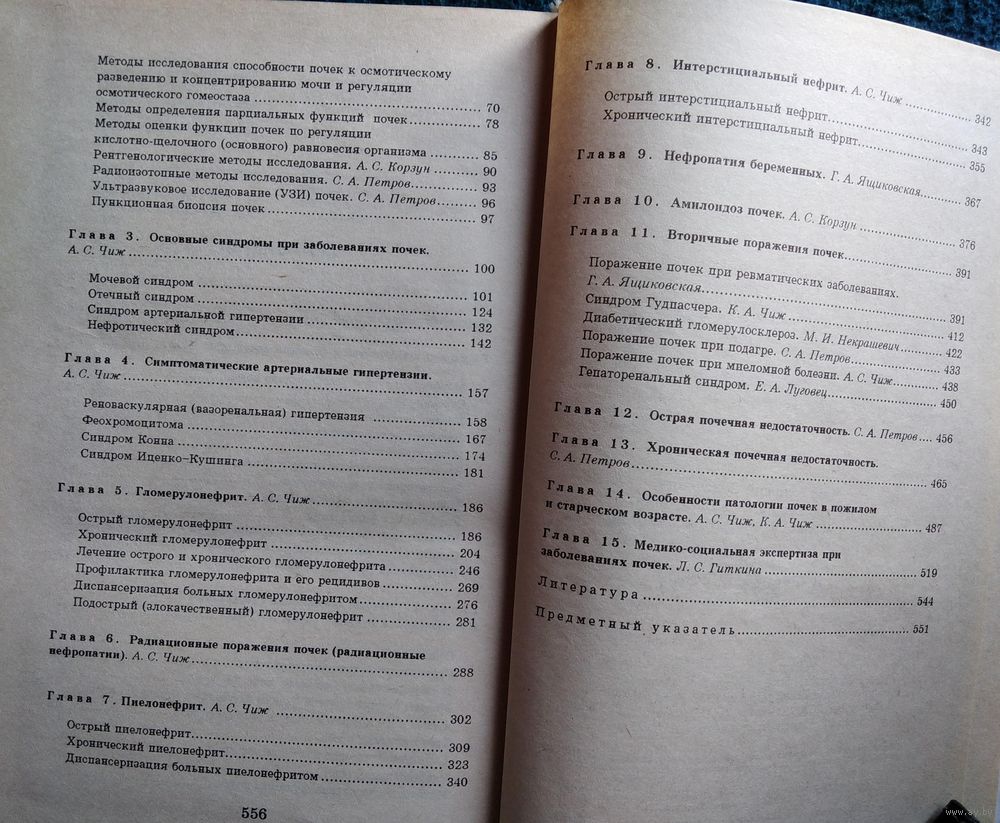 Методы исследования способности почек к осмотическому
разведению и концентрированию мочи и регуляции
осмотического гомеостаза 70
Методы определения парциальных функций почек 78
Методы оценки функции почек по регуляции
кислотно-щелочного (основного) равновесия организма 85
Рентгенологические методы исследования. А. С. Корзун 90
Радиоизотопные методы исследования. С. А. Петров 93
Ультразвуковое исследование (УЗИ) почек. С. А. Петров 96
Пункционная биопсия почек 97
Глава 3. Основные синдромы при заболеваниях почек.
А. С. Чиж 100
Мочевой синдром 101
Отечный синдром 124
Синдром артериальной гипертензии 132
Нефротический синдром 142
Глава 4. Симптоматические артериальные гипертензии.
А. С. Чиж 157
Реноваскулярная (вазоренальная) гипертензия 158
Феохромоцитома 167
Синдром Конна 174
Синдром Иценко-Кушинга 181
Глава 5. Гломерулонефрит. А. С. Чиж 186
Острый гломерулонефрит 186
Хронический гломерулонефрит 204
Лечение острого и хронического гломерулонефрита 246
Профилактика гломерулонефрита и его рецидивов 269
Диспансеризация больных гломерулонефритом 276
Подострый (злокачественный) гломерулонефрит 281
Глава 6. Радиационные поражения почек (радиационные
нефропатии). А. С. Чиж 288
Глава 7. Пиелонефрит. А. С. Чиж 302
Острый пиелонефрит 309
Хронический пиелонефрит 323
Диспансеризация больных пиелонефритом 340
556
Глава 8. Интерстициальный нефрит. А. С. Чиж 342
Острый интерстициальный нефрит 343
Хронический интерстициальный нефрит 355
Глава 9. Нефропатия беременных. Г. А. Ящиковская 367
Глава 10. Амилоидоз почек. А. С. Корзун 376
Глава 11. Вторичные поражения почек 391
Поражение почек при ревматических заболеваниях.
Г. А. Ящиковская 391
Синдром Гудпасчера. К. А. Чиж 412
Диабетический гломерулосклероз. М. И. Некрашевич 422
Поражение почек при подагре. С. А. Петров 433
Поражение почек при миеломной болезни. А. С. Чиж 438
Гепаторенальный синдром. Е. А. Луговец 450
Глава 12. Острая почечная недостаточность. С. А. Петров 456
Глава 13. Хроническая почечная недостаточность.
С. А. Петров 465
Глава 14. Особенности патологии почек в пожилом
и старческом возрасте. А. С. Чиж, К. А. Чиж 487
Глава 15. Медико-социальная экспертиза при
заболеваниях почек. Л. С. Гиткина 519
Литература 544
Предметный указатель 551
www.ay.by